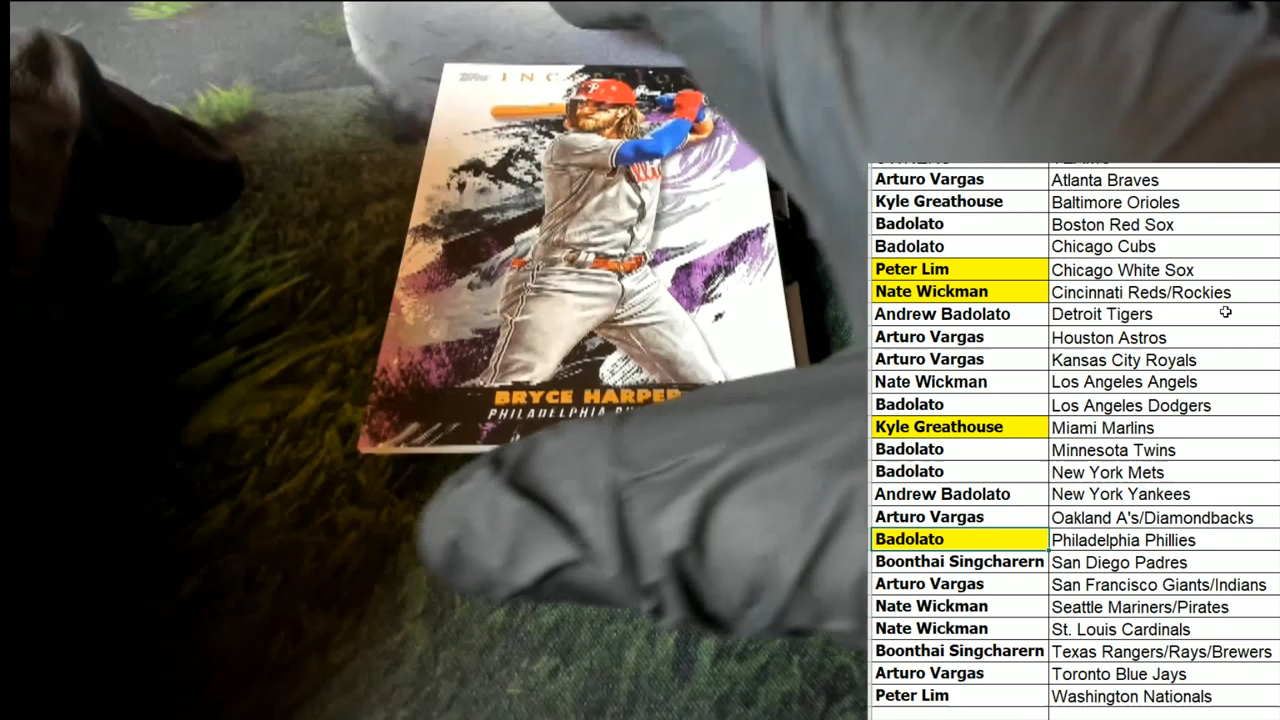 Topps INCEPTION
P
BRYCE HARPER
PHILADELPHIA
Arturo Vargas Atlanta Braves
Kyle Greathouse Baltimore Orioles
Badolato Boston Red Sox
Badolato Chicago Cubs
Peter Lim Chicago White Sox
Nate Wickman Cincinnati Reds/Rockies
Andrew Badolato Detroit Tigers
Arturo Vargas Houston Astros
Arturo Vargas Kansas City Royals
Nate Wickman Los Angeles Angels
Badolato Los Angeles Dodgers
Kyle Greathouse Miami Marlins
Badolato Minnesota Twins
Badolato New York Mets
Andrew Badolato New York Yankees
Arturo Vargas Oakland A's/Diamondbacks
Badolato Philadelphia Phillies
Boonthai Singcharern San Diego Padres
Arturo Vargas San Francisco Giants/Indians
Nate Wickman Seattle Mariners/Pirates
Nate Wickman St. Louis Cardinals
Boonthai Singcharern Texas Rangers/Rays/Brewers
Arturo Vargas Toronto Blue Jays
Peter Lim Washington Nationals